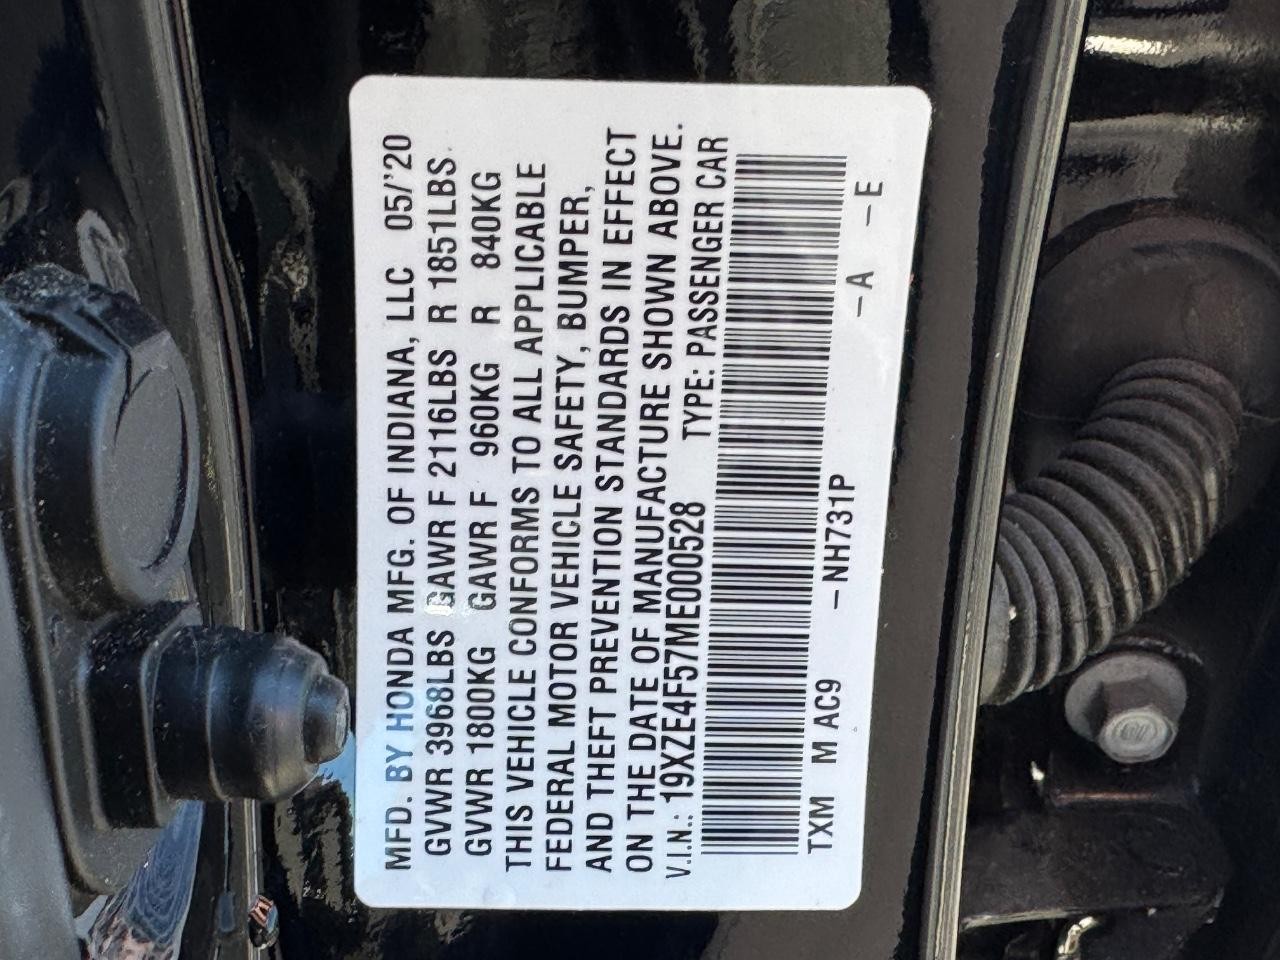 MFD. BY HONDA MFG. OF INDIANA, LLC 05/'20
GVWR 3968LBS GAWR F 2116LBS R 1851LBS
GVWR 1800KG GAWR F 960KG R 840KG
THIS VEHICLE CONFORMS TO ALL APPLICABLE
FEDERAL MOTOR VEHICLE SAFETY, BUMPER,
AND THEFT PREVENTION STANDARDS IN EFFECT
ON THE DATE OF MANUFACTURE SHOWN ABOVE.
V.I.N.: 19XZE4F57ME000528 TYPE: PASSENGER CAR
TXM M AC9 -NH731P -A -E